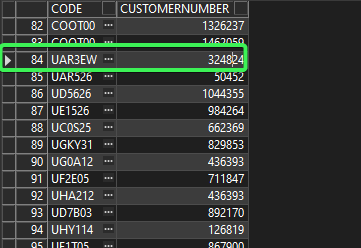 CODE CUSTOMERNUMBER
82 COOT00 ... 1326237
83 COOT00 ... 1462059
84 UAR3EW ... 324824
85 UAR526 ... 50452
86 UD5626 ... 1044355
87 UE1526 ... 984264
88 UC0S25 ... 662369
89 UGKY31 ... 829853
90 UG0A12 ... 436393
91 UF2E05 ... 711847
92 UHA212 ... 436393
93 UD7B03 ... 892170
94 UHY114 ... 126819
95 UE1T05 ... 867900